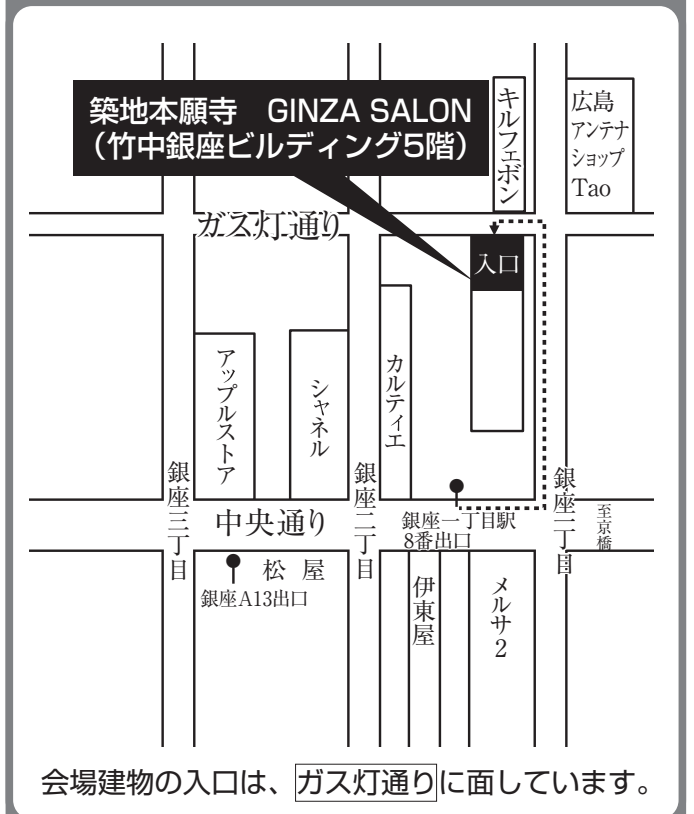 築地本願寺　GINZA SALON
（竹中銀座ビルディング5階）
キルフェボン
広島
アンテナ
ショップ
Tao
ガス灯通り
入口
アップルストア
シャネル
カルティエ
銀座三丁目
中央通り
銀座二丁目
銀座一丁目駅
8番出口
銀座一丁目
至京橋
松屋
銀座A13出口
伊東屋
メルサ2
会場建物の入口は、ガス灯通りに面しています。